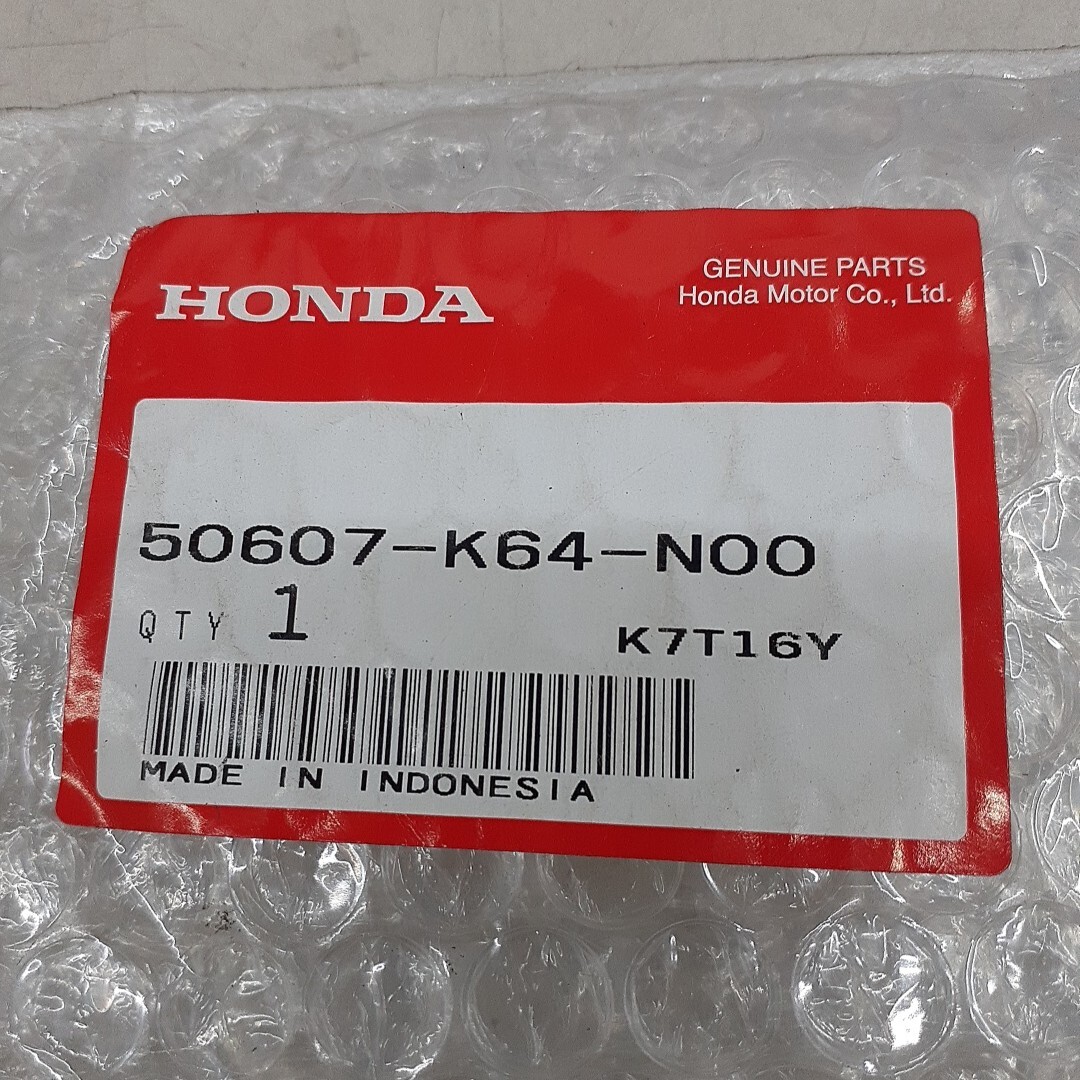 HONDA
GENUINE PARTS
Honda Motor Co., Ltd.
50607-K64-N00
QTY 1
K7T16Y
MADE IN INDONESIA